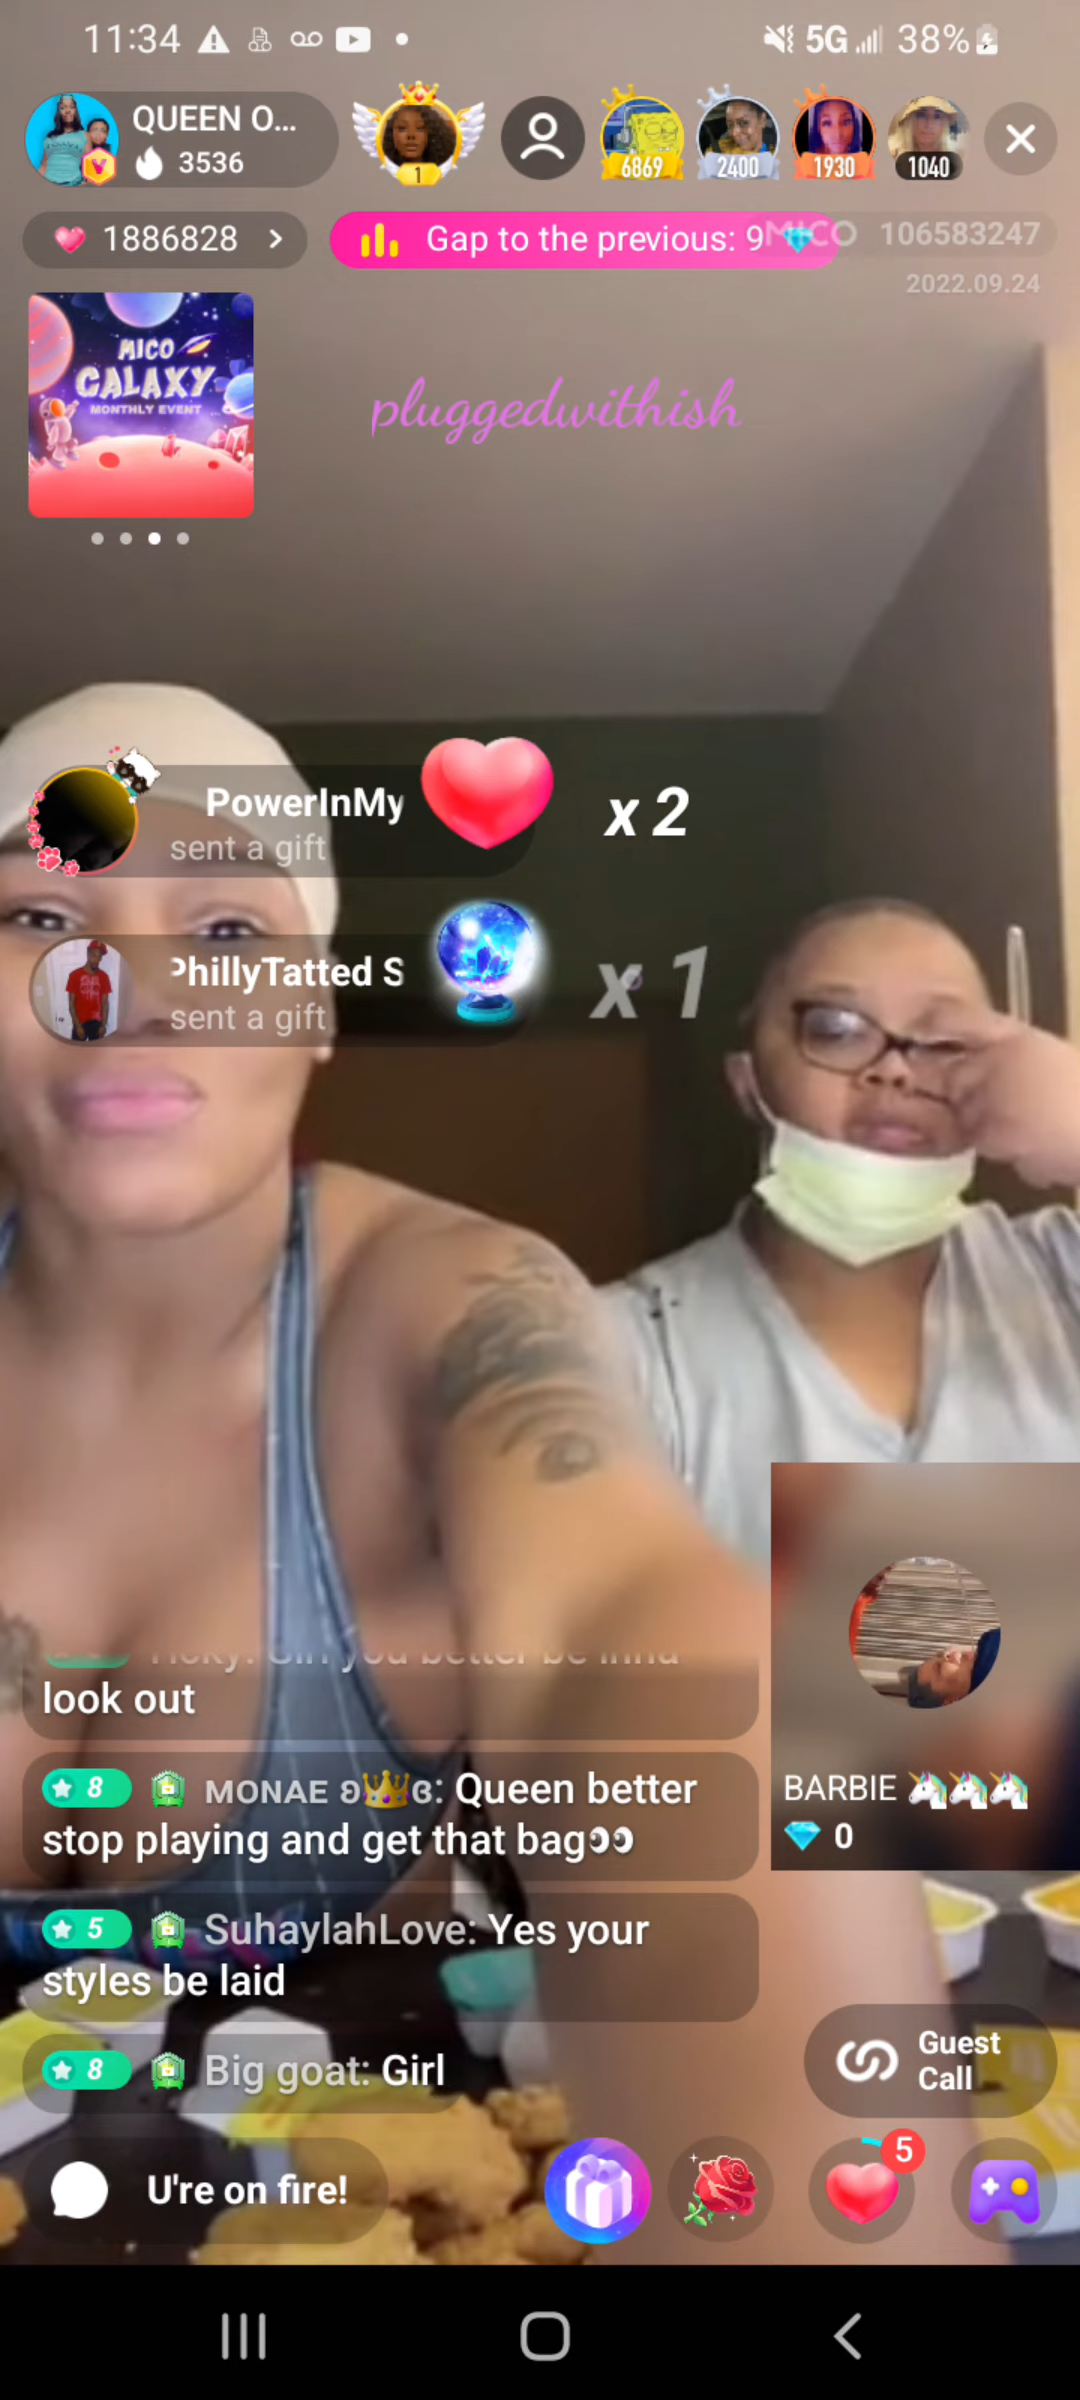 11:34
5G 38%
QUEEN O...
3536
1
6869
2400
1930
1040
1886828
Gap to the previous: 9
MICO 106583247
2022.09.24
MICO
GALAXY
MONTHLY EVENT
pluggedwithish
PowerInMy
sent a gift
x 2
PhillyTatted S
sent a gift
x 1
look out
8 MONAE ʚ👑ɞ: Queen better
stop playing and get that bag👀
5 SuhaylahLove: Yes your
styles be laid
8 Big goat: Girl
BARBIE 🦄🦄🦄
0
Guest
Call
U're on fire!
5